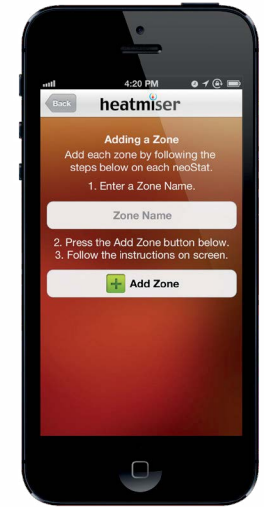 4:20 PM
Back
heatmiser
Adding a Zone
Add each zone by following the
steps below on each neoStat.
1. Enter a Zone Name.
Zone Name
2. Press the Add Zone button below.
3. Follow the instructions on screen.
Add Zone